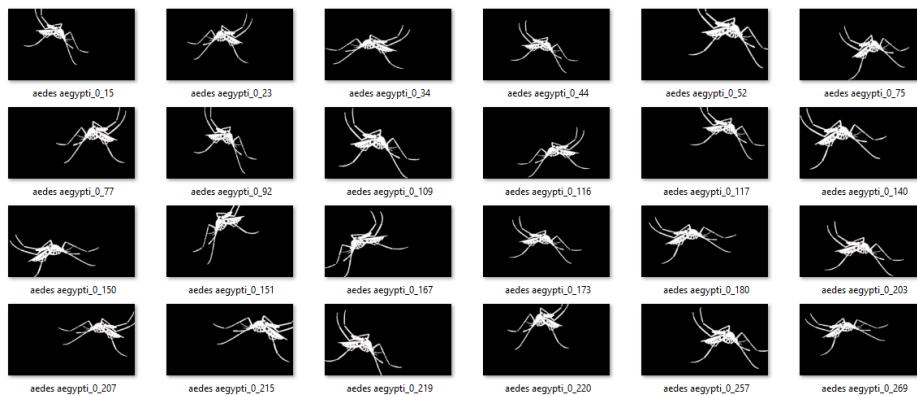 aedes aegypti_0_15 aedes aegypti_0_23 aedes aegypti_0_34 aedes aegypti_0_44 aedes aegypti_0_52 aedes aegypti_0_75
aedes aegypti_0_77 aedes aegypti_0_92 aedes aegypti_0_109 aedes aegypti_0_116 aedes aegypti_0_117 aedes aegypti_0_140
aedes aegypti_0_150 aedes aegypti_0_151 aedes aegypti_0_167 aedes aegypti_0_173 aedes aegypti_0_180 aedes aegypti_0_203
aedes aegypti_0_207 aedes aegypti_0_215 aedes aegypti_0_219 aedes aegypti_0_220 aedes aegypti_0_257 aedes aegypti_0_269